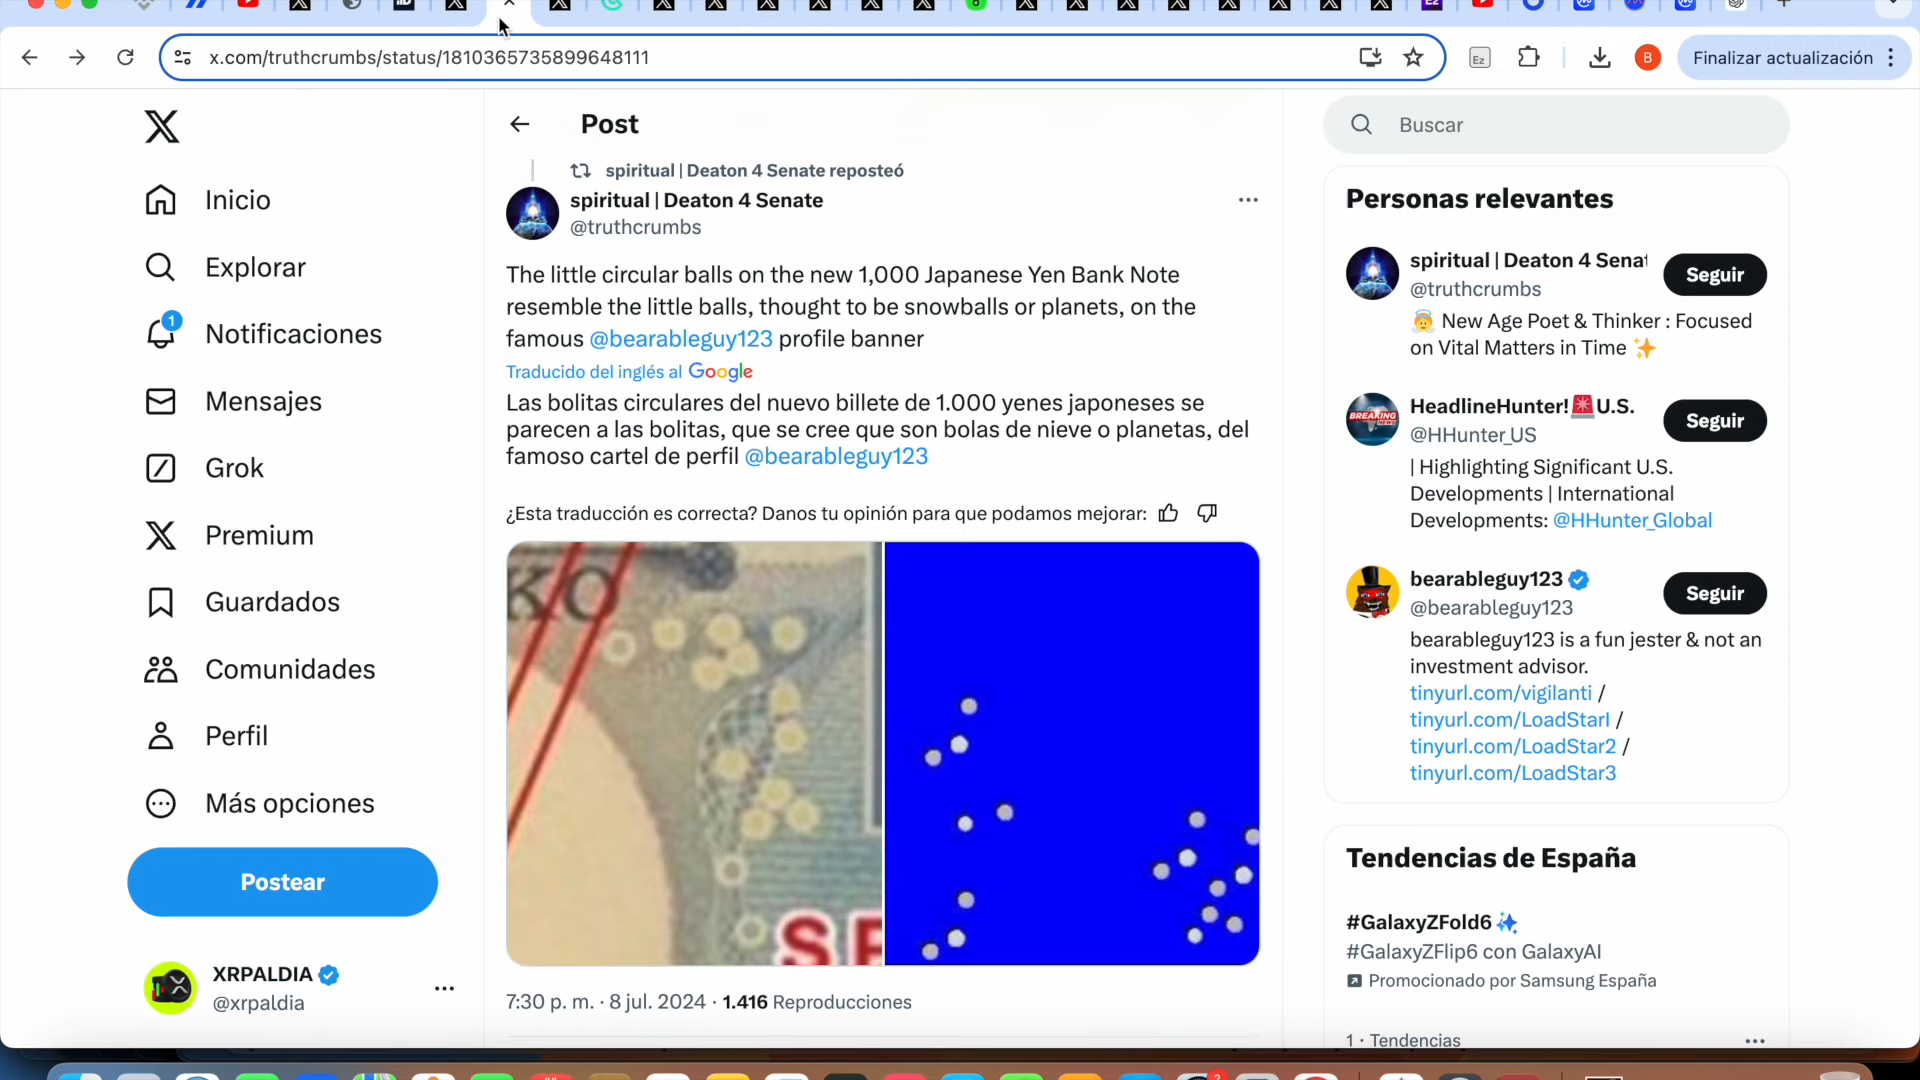 x.com/truthcrumbs/status/1810365735899648111
Ez
B
Finalizar actualización
Inicio
Explorar
1
Notificaciones
Mensajes
Grok
Premium
Guardados
Comunidades
Perfil
Más opciones
Postear
XRPALDIA
@xrpaldia
Post
spiritual | Deaton 4 Senate reposteó
spiritual | Deaton 4 Senate
@truthcrumbs
The little circular balls on the new 1,000 Japanese Yen Bank Note
resemble the little balls, thought to be snowballs or planets, on the
famous @bearableguy123 profile banner
Traducido del inglés al Google
Las bolitas circulares del nuevo billete de 1.000 yenes japoneses se
parecen a las bolitas, que se cree que son bolas de nieve o planetas, del
famoso cartel de perfil @bearableguy123
¿Esta traducción es correcta? Danos tu opinión para que podamos mejorar:
KO
SP
7:30 p. m. · 8 jul. 2024 · 1.416 Reproducciones
Buscar
Personas relevantes
spiritual | Deaton 4 Senat
@truthcrumbs
Seguir
New Age Poet & Thinker : Focused
on Vital Matters in Time
BREAKING
NEWS
HeadlineHunter! U.S.
@HHunter_US
Seguir
| Highlighting Significant U.S.
Developments | International
Developments: @HHunter_Global
bearableguy123
@bearableguy123
Seguir
bearableguy123 is a fun jester & not an
investment advisor.
tinyurl.com/vigilanti /
tinyurl.com/LoadStarI /
tinyurl.com/LoadStar2 /
tinyurl.com/LoadStar3
Tendencias de España
#GalaxyZFold6
#GalaxyZFlip6 con GalaxyAI
Promocionado por Samsung España
1 · Tendencias